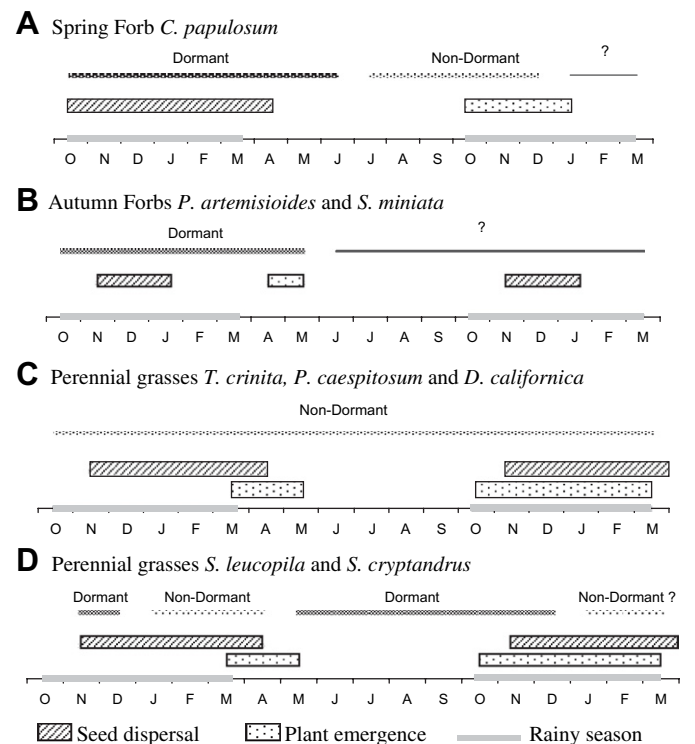 A Spring Forb C. papulosum
Dormant Non-Dormant ?
O N D J F M A M J J A S O N D J F M
B Autumn Forbs P. artemisioides and S. miniata
Dormant ?
O N D J F M A M J J A S O N D J F M
C Perennial grasses T. crinita, P. caespitosum and D. californica
Non-Dormant
O N D J F M A M J J A S O N D J F M
D Perennial grasses S. leucopila and S. cryptandrus
Dormant Non-Dormant Dormant Non-Dormant ?
O N D J F M A M J J A S O N D J F M
Seed dispersal Plant emergence Rainy season